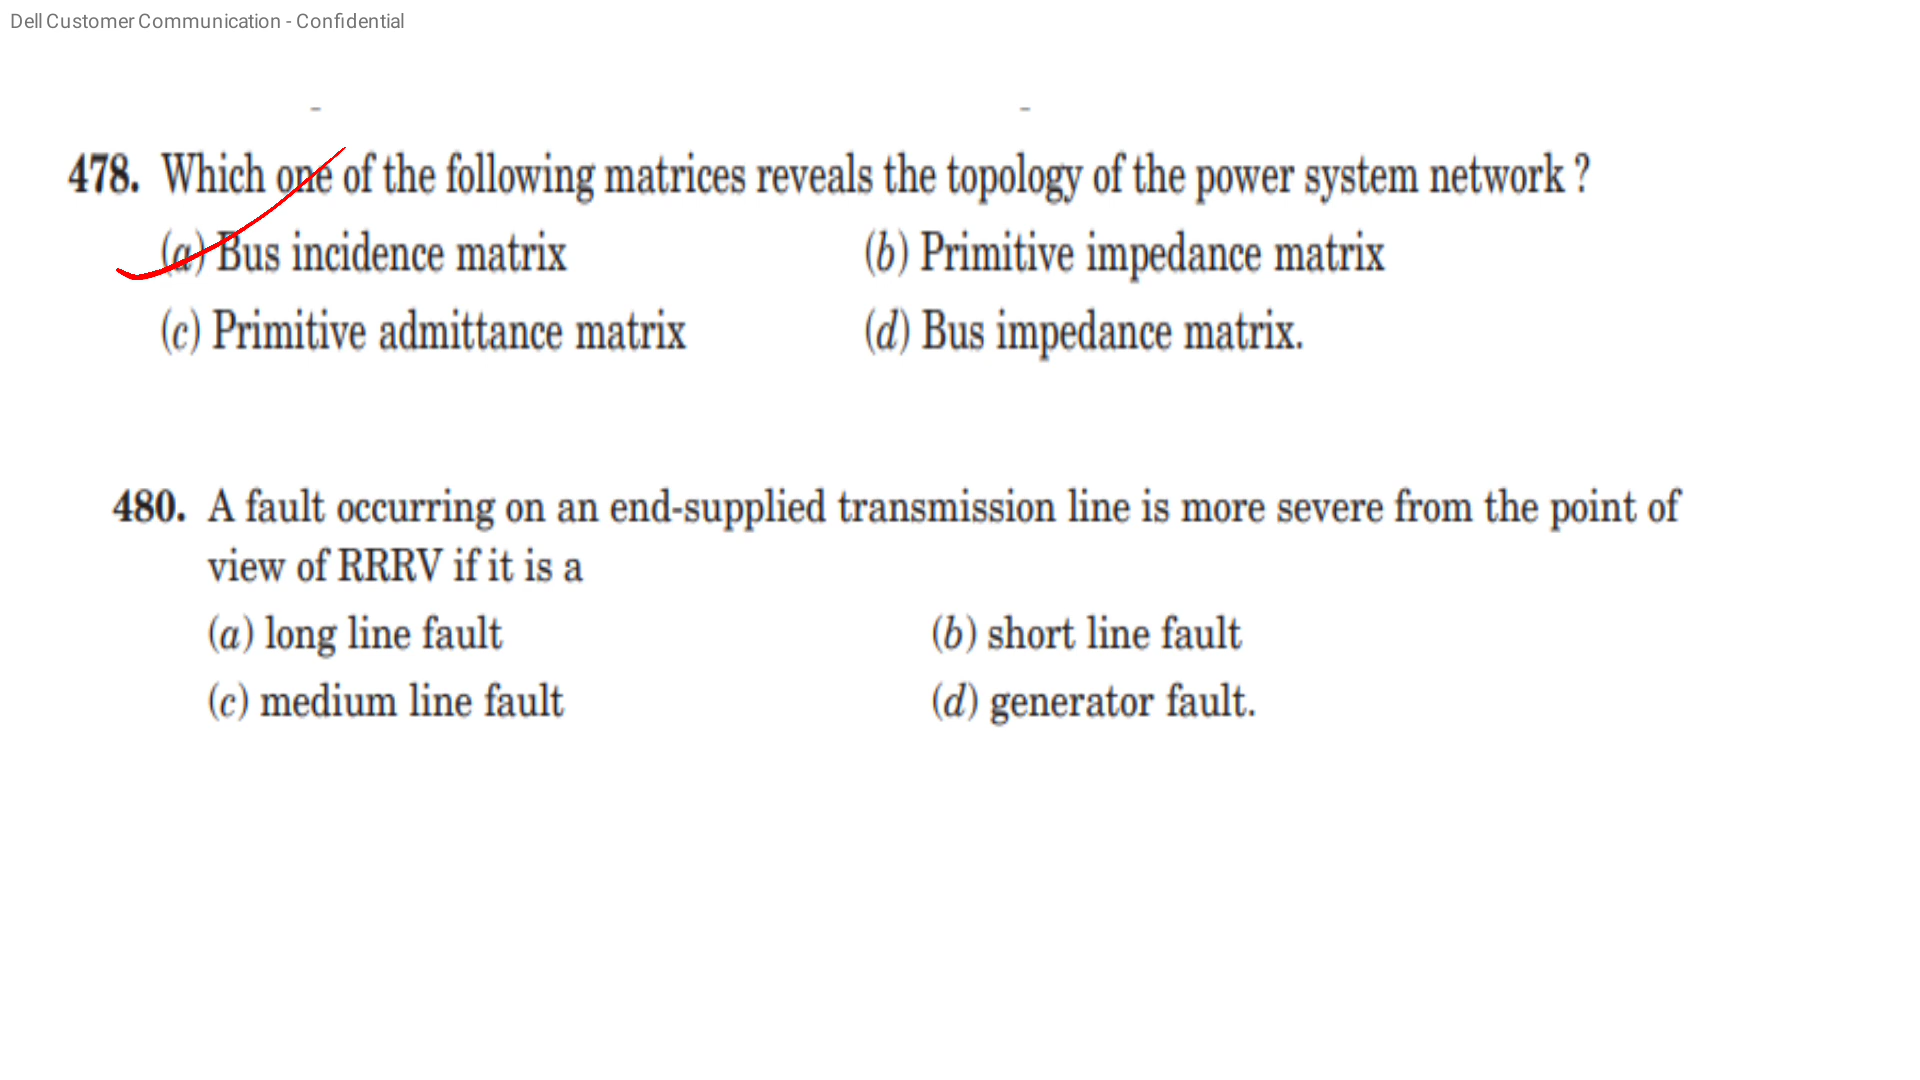 Dell Customer Communication - Confidential
478. Which one of the following matrices reveals the topology of the power system network ?
(a) Bus incidence matrix (b) Primitive impedance matrix
(c) Primitive admittance matrix (d) Bus impedance matrix.
480. A fault occurring on an end-supplied transmission line is more severe from the point of
view of RRRV if it is a
(a) long line fault (b) short line fault
(c) medium line fault (d) generator fault.